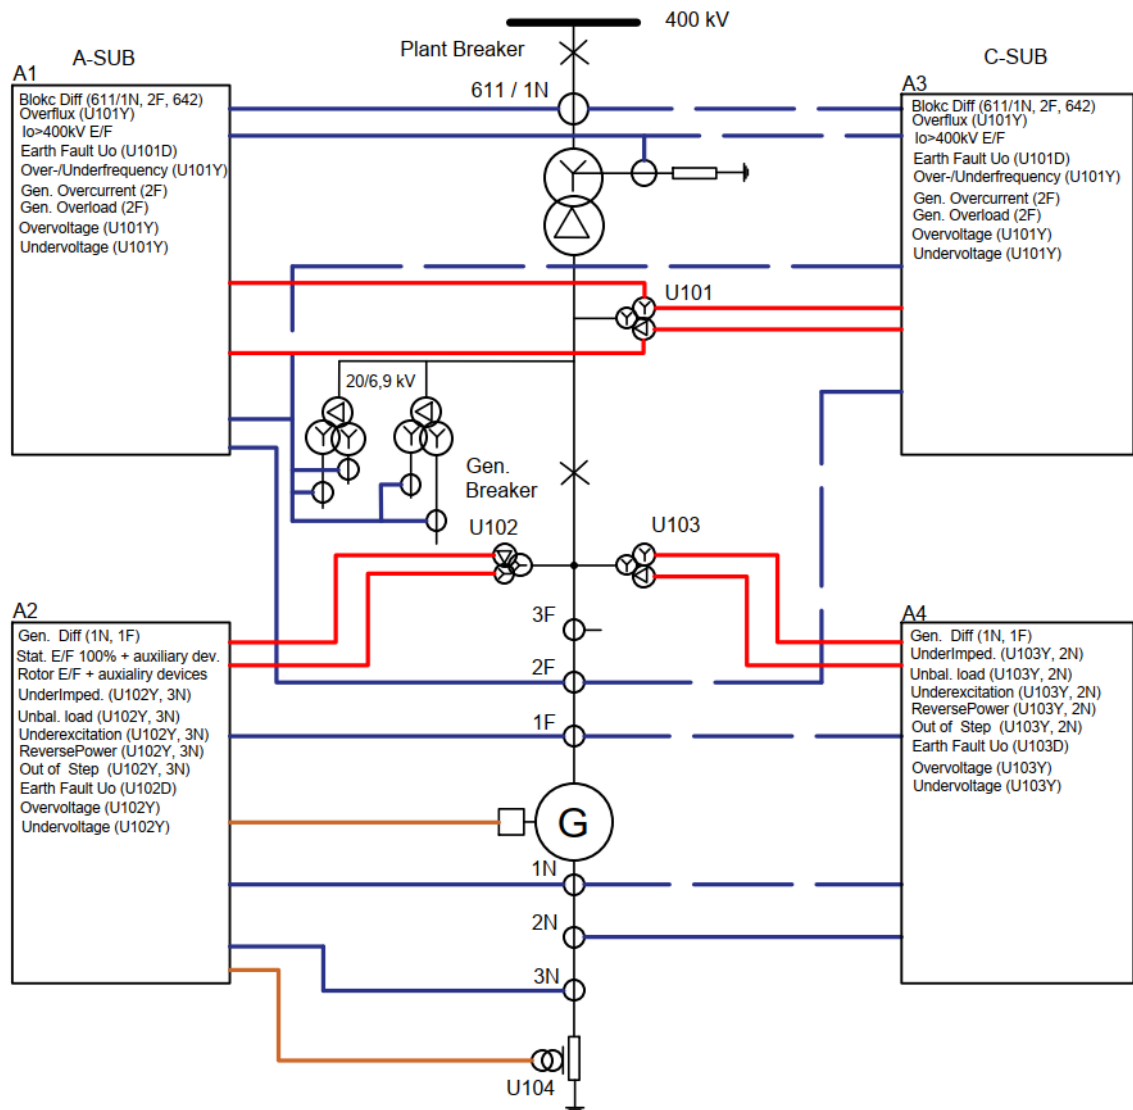 400 kV
Plant Breaker
A-SUB
C-SUB
611 / 1N
A1
Blokc Diff (611/1N, 2F, 642)
Overflux (U101Y)
Io>400kV E/F
Earth Fault Uo (U101D)
Over-/Underfrequency (U101Y)
Gen. Overcurrent (2F)
Gen. Overload (2F)
Overvoltage (U101Y)
Undervoltage (U101Y)
A3
Blokc Diff (611/1N, 2F, 642)
Overflux (U101Y)
Io>400kV E/F
Earth Fault Uo (U101D)
Over-/Underfrequency (U101Y)
Gen. Overcurrent (2F)
Gen. Overload (2F)
Overvoltage (U101Y)
Undervoltage (U101Y)
U101
20/6,9 kV
Gen.
Breaker
U102
U103
3F
2F
1F
G
1N
2N
3N
U104
A2
Gen. Diff (1N, 1F)
Stat. E/F 100% + auxiliary dev.
Rotor E/F + auxialiry devices
UnderImped. (U102Y, 3N)
Unbal. load (U102Y, 3N)
Underexcitation (U102Y, 3N)
ReversePower (U102Y, 3N)
Out of Step (U102Y, 3N)
Earth Fault Uo (U102D)
Overvoltage (U102Y)
Undervoltage (U102Y)
A4
Gen. Diff (1N, 1F)
UnderImped. (U103Y, 2N)
Unbal. load (U103Y, 2N)
Underexcitation (U103Y, 2N)
ReversePower (U103Y, 2N)
Out of Step (U103Y, 2N)
Earth Fault Uo (U103D)
Overvoltage (U103Y)
Undervoltage (U103Y)